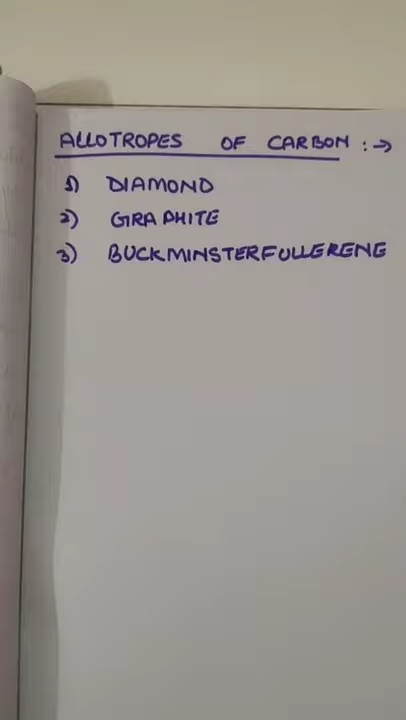 ALLOTROPES OF CARBON :→
1) DIAMOND
2) GRAPHITE
3) BUCKMINSTERFULLERENE